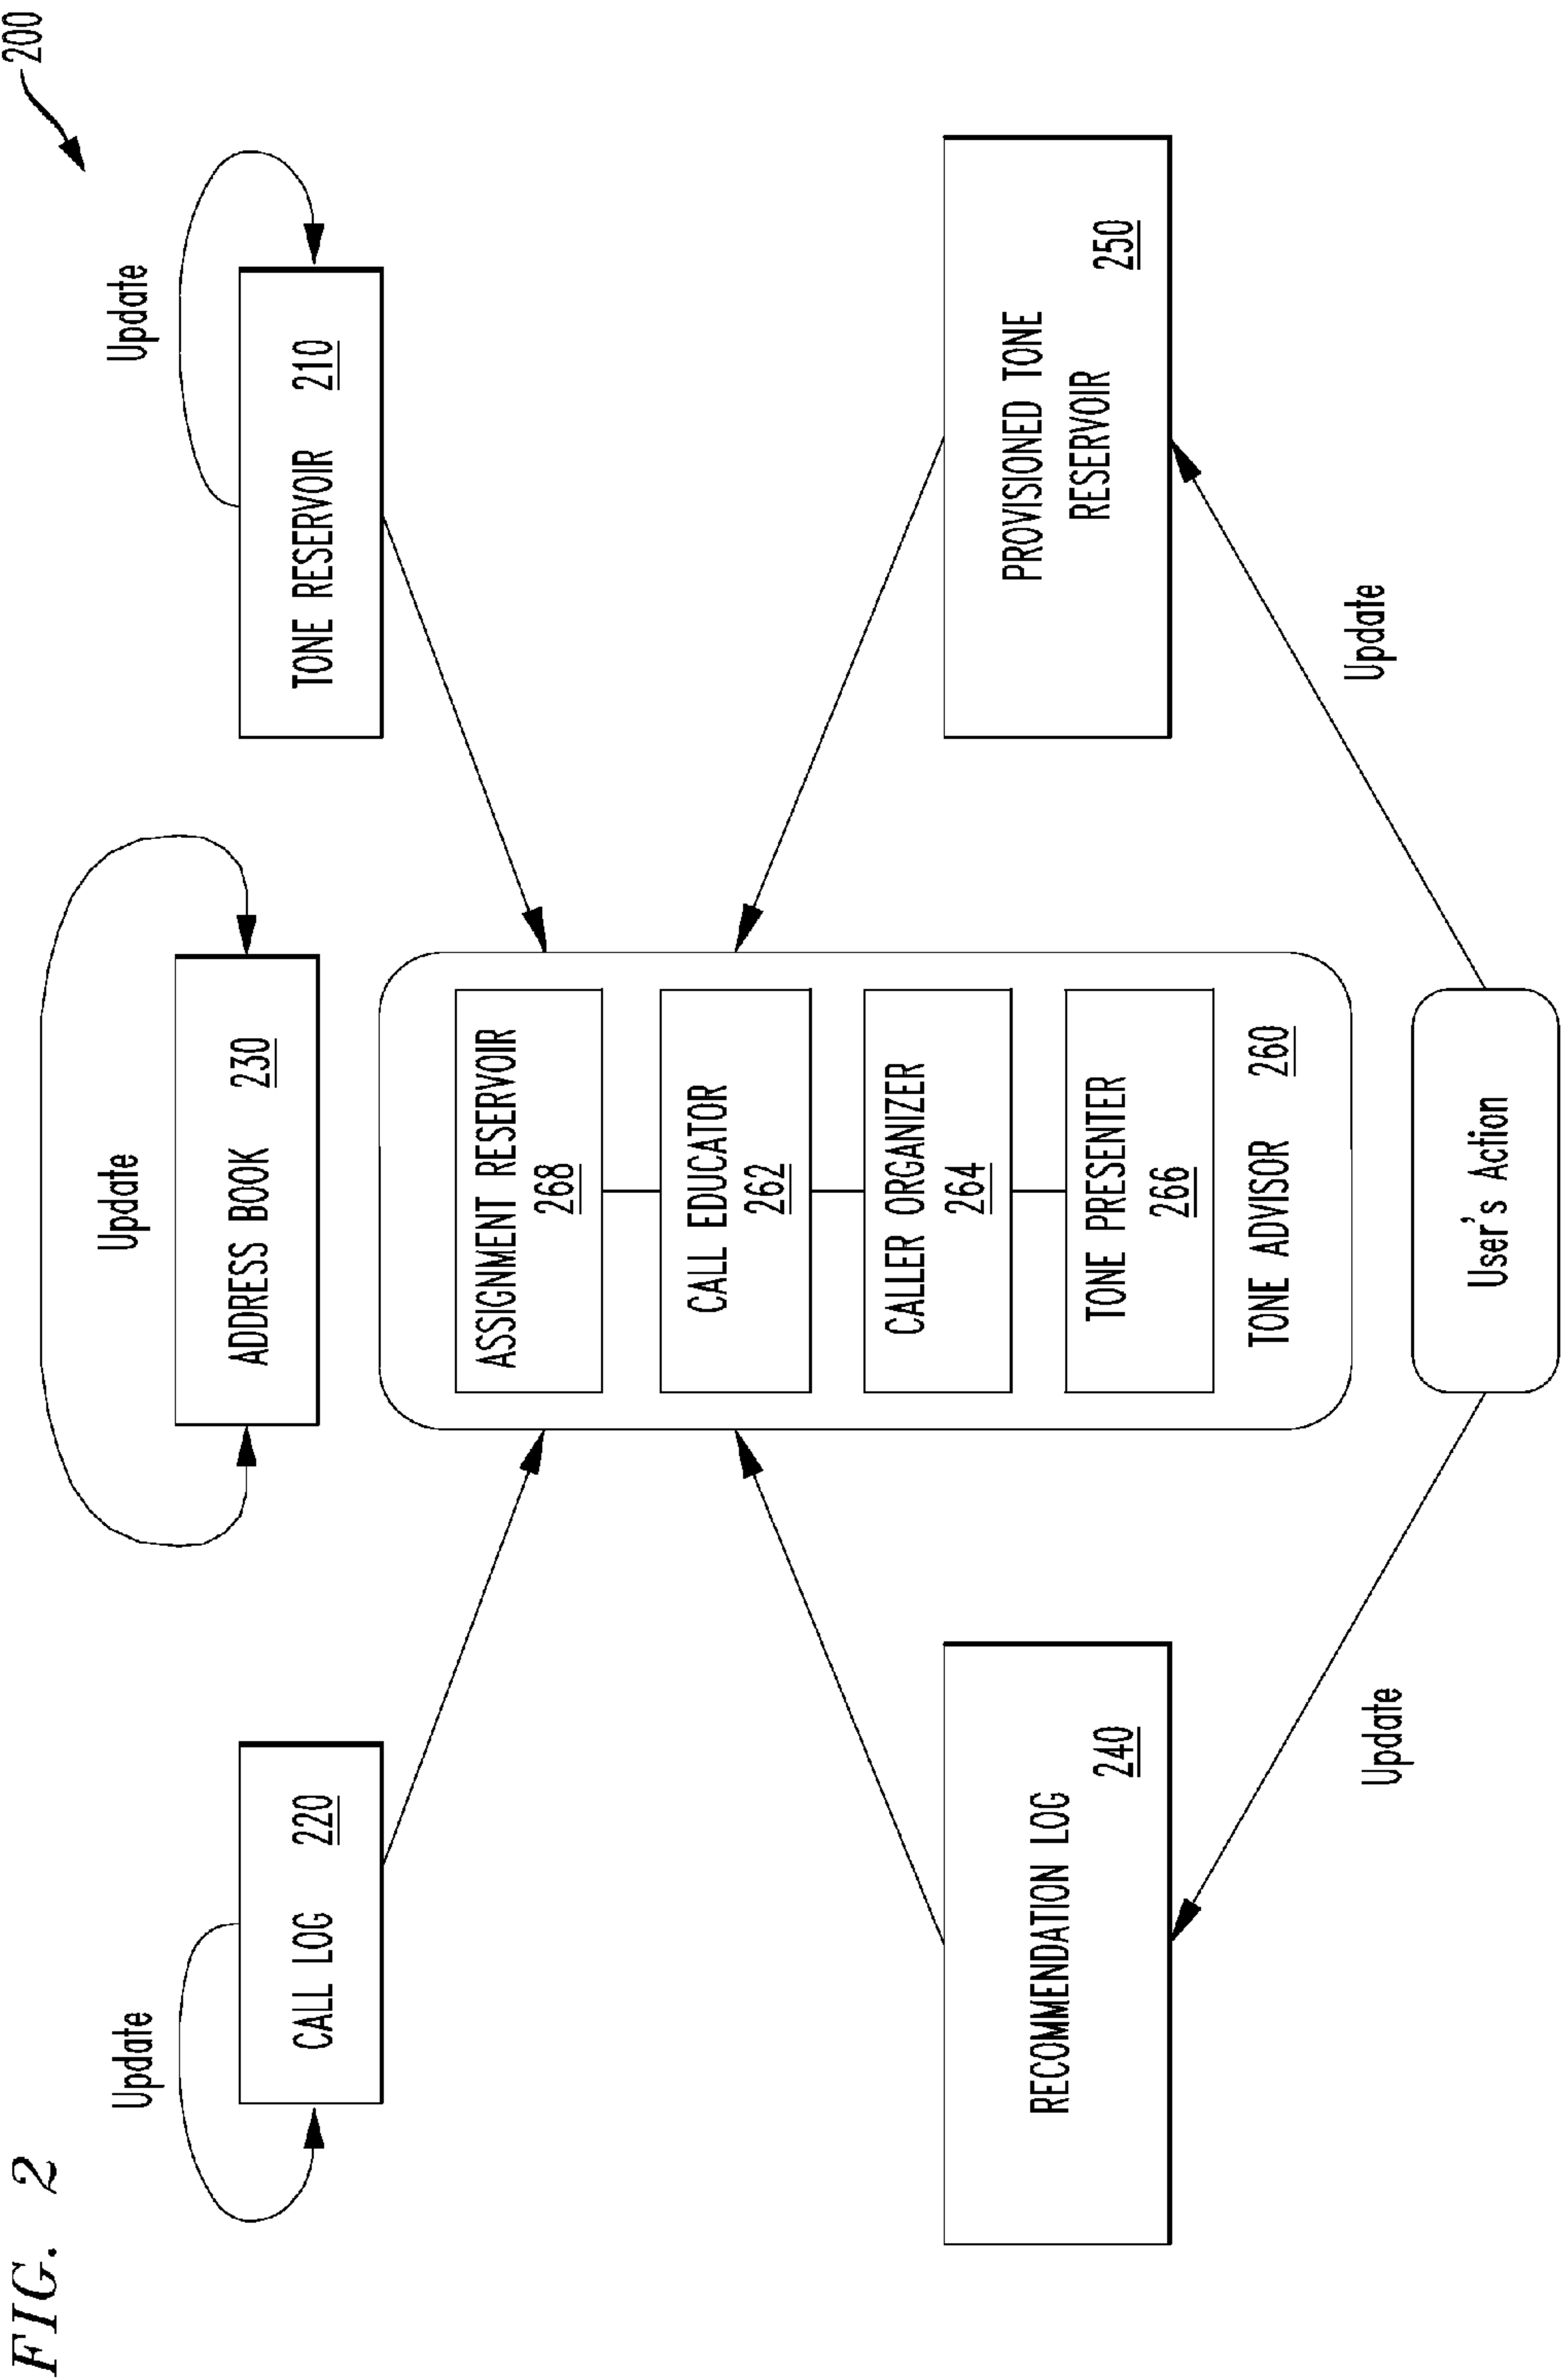 FIG. 2
200
Update
Update
Update
CALL LOG 220
ADDRESS BOOK 230
TONE RESERVOIR 210
ASSIGNMENT RESERVOIR
268
CALL EDUCATOR
262
CALLER ORGANIZER
264
TONE PRESENTER
266
TONE ADVISOR 260
RECOMMENDATION LOG
240
PROVISIONED TONE
RESERVOIR
250
Update
Update
User's Action